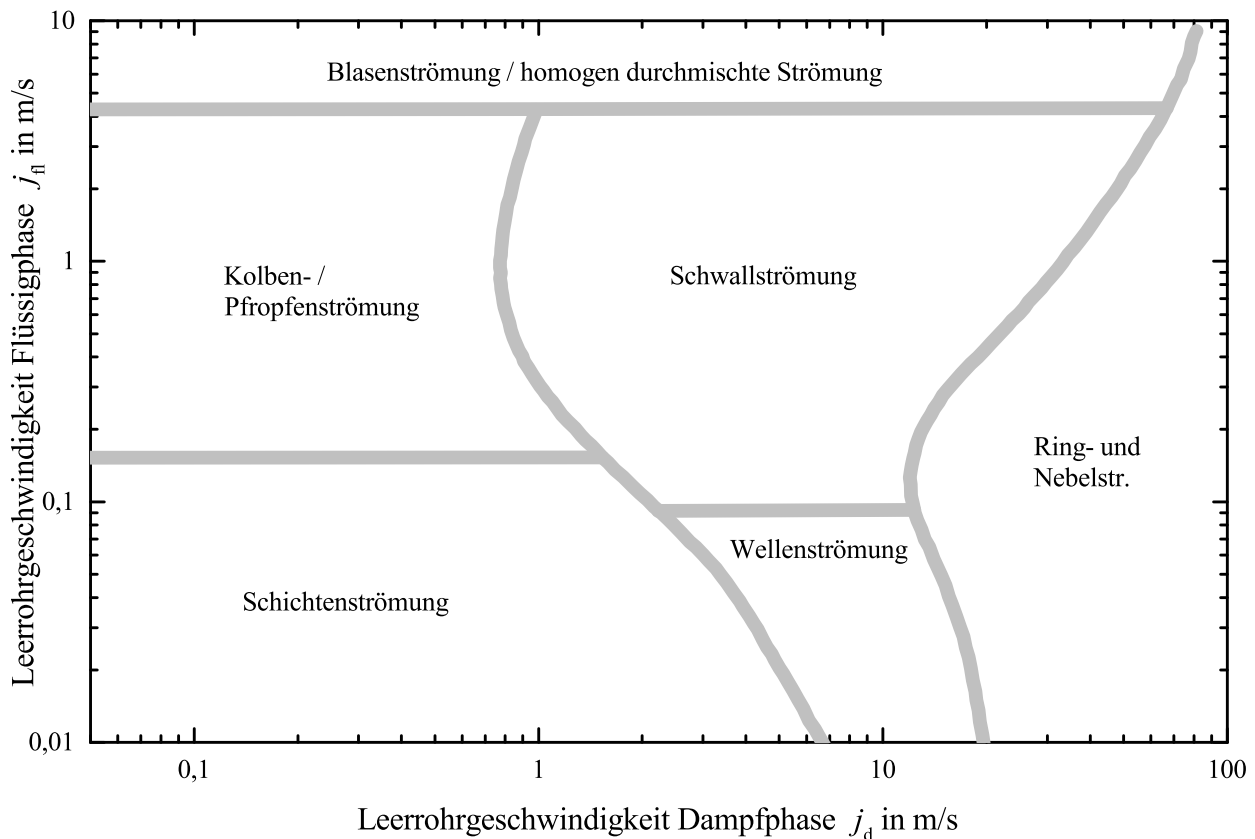 10
1
0,1
0,01
Leerrohrgeschwindigkeit Flüssigphase j_fl in m/s
Blasenströmung / homogen durchmischte Strömung
Kolben- /
Pfropfenströmung
Schwallströmung
Ring- und
Nebelstr.
Wellenströmung
Schichtenströmung
0,1
1
10
100
Leerrohrgeschwindigkeit Dampfphase j_d in m/s